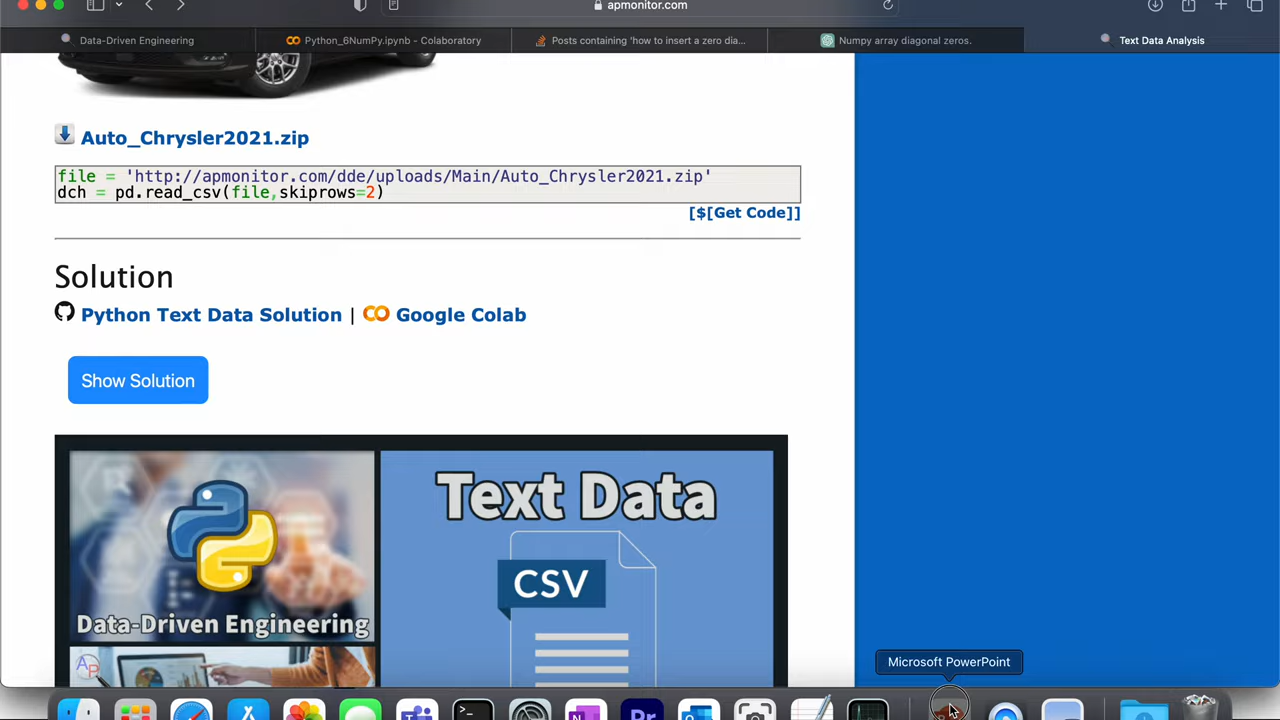 apmonitor.com
Data-Driven Engineering
Python_6NumPy.ipynb - Colaboratory
Posts containing 'how to insert a zero dia...
Numpy array diagonal zeros.
Text Data Analysis
Auto_Chrysler2021.zip
file = 'http://apmonitor.com/dde/uploads/Main/Auto_Chrysler2021.zip'
dch = pd.read_csv(file,skiprows=2)
[$[Get Code]]
Solution
Python Text Data Solution | Google Colab
Show Solution
Text Data
CSV
Data-Driven Engineering
AP
Microsoft PowerPoint
Pr